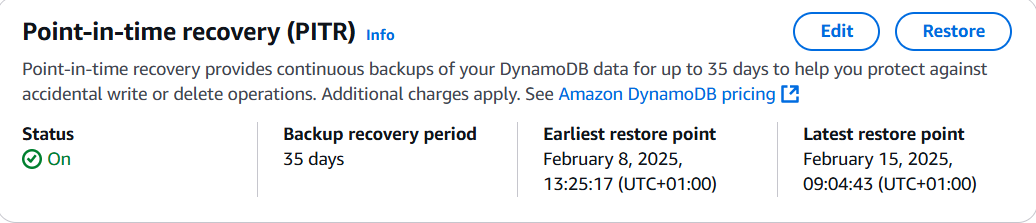 Point-in-time recovery (PITR) Info Edit Restore
Point-in-time recovery provides continuous backups of your DynamoDB data for up to 35 days to help you protect against
accidental write or delete operations. Additional charges apply. See Amazon DynamoDB pricing
Status
On
Backup recovery period
35 days
Earliest restore point
February 8, 2025,
13:25:17 (UTC+01:00)
Latest restore point
February 15, 2025,
09:04:43 (UTC+01:00)